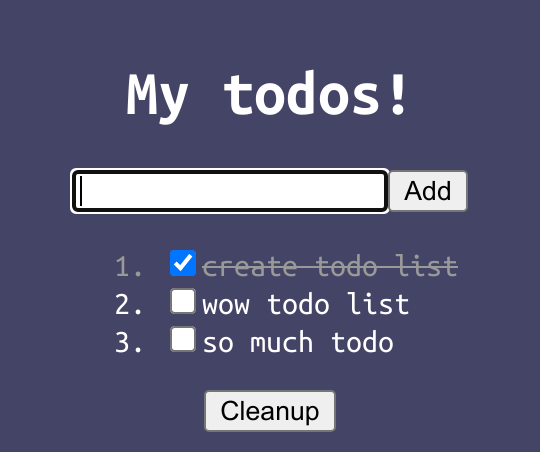 My todos!
Add
1. create todo list
2. wow todo list
3. so much todo
Cleanup